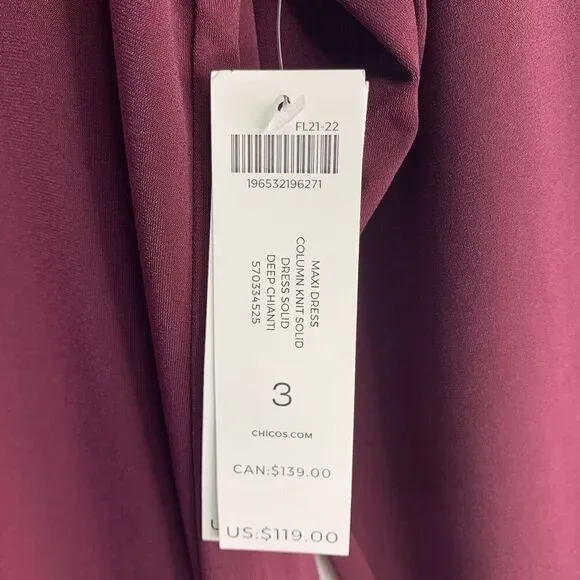 FL21-22
196532196271
MAXI DRESS
COLUMN KNIT SOLID
DRESS SOLID
DEEP CHIANTI
570334525
3
CHICOS.COM
CAN:$139.00
US:$119.00